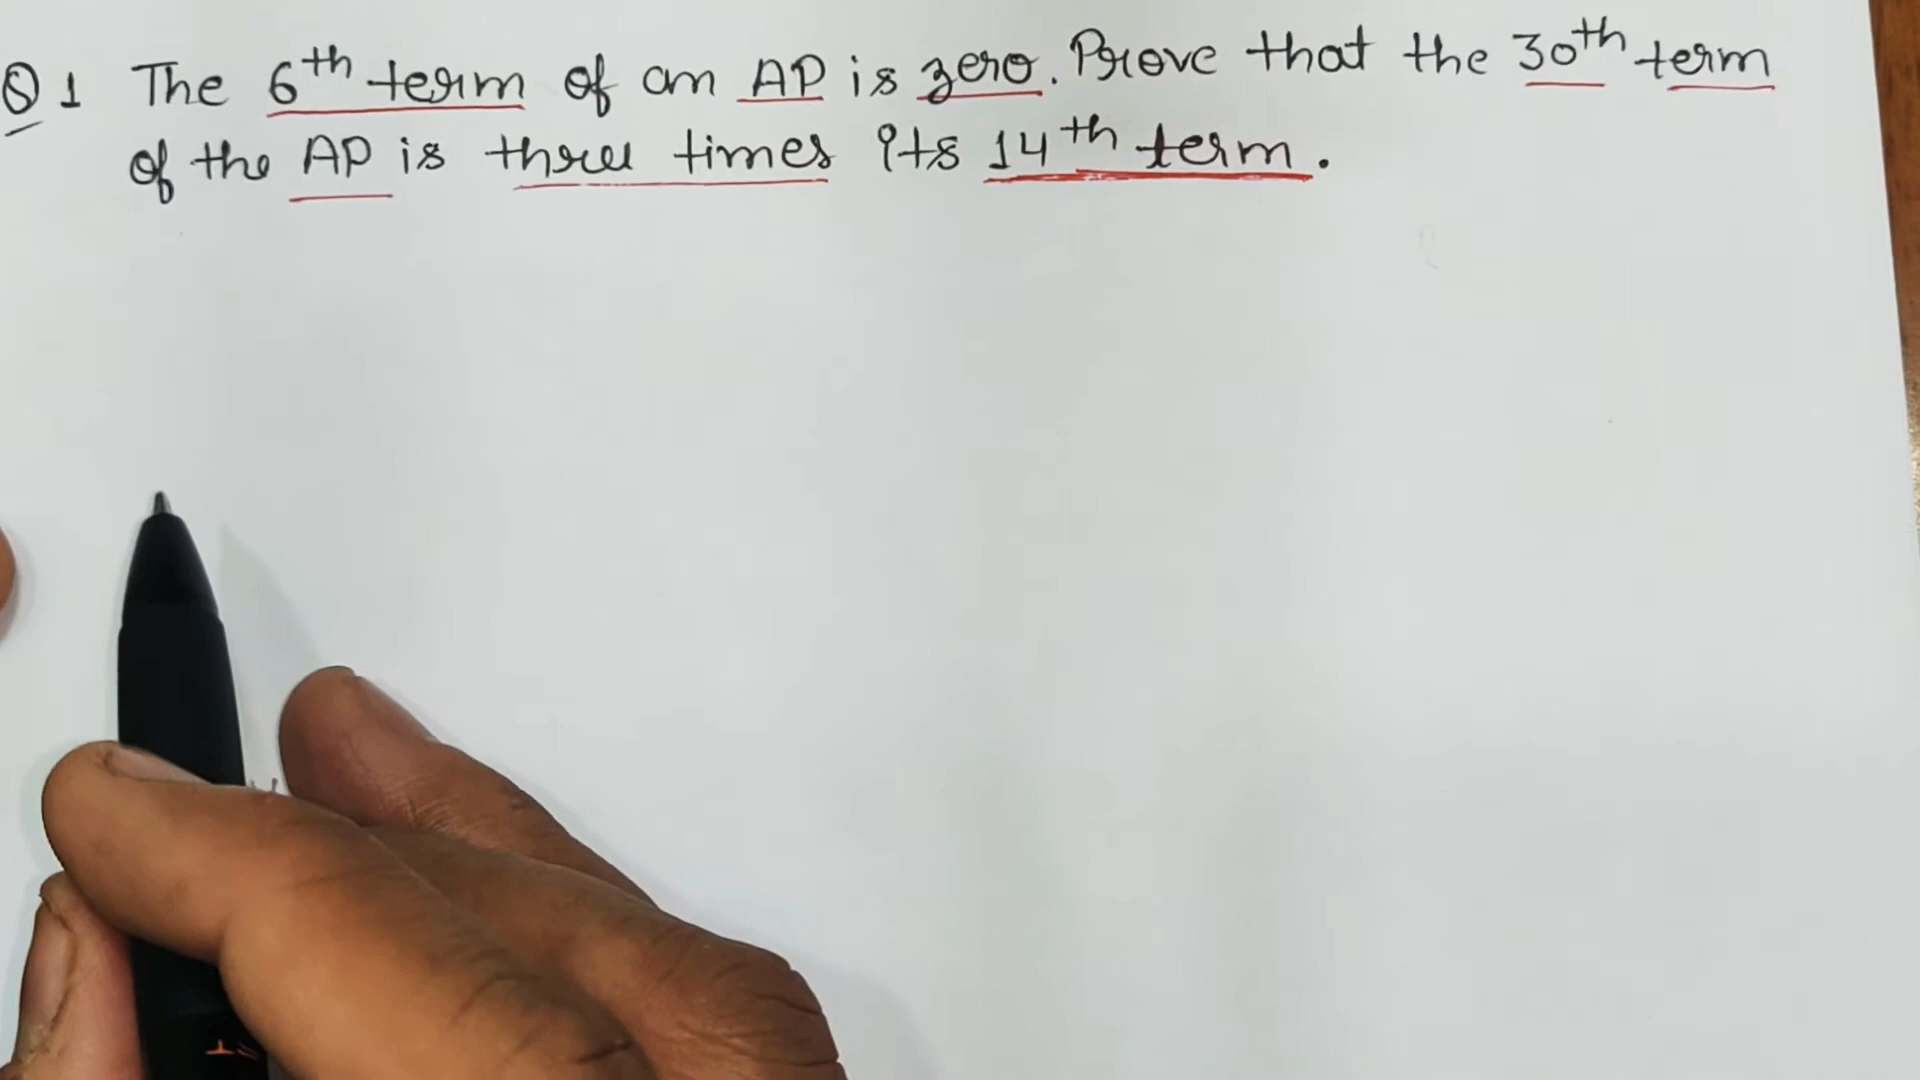 Q1 The 6th term of an AP is zero. Prove that the 30th term
of the AP is three times its 14th term.